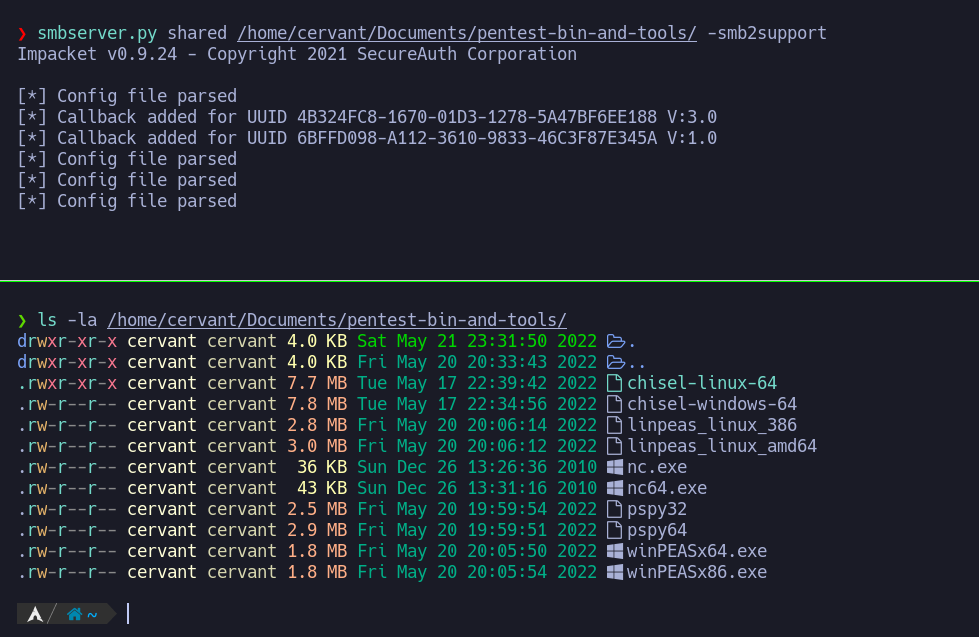 ❯ smbserver.py shared /home/cervant/Documents/pentest-bin-and-tools/ -smb2support
Impacket v0.9.24 - Copyright 2021 SecureAuth Corporation
[*] Config file parsed
[*] Callback added for UUID 4B324FC8-1670-01D3-1278-5A47BF6EE188 V:3.0
[*] Callback added for UUID 6BFFD098-A112-3610-9833-46C3F87E345A V:1.0
[*] Config file parsed
[*] Config file parsed
[*] Config file parsed
❯ ls -la /home/cervant/Documents/pentest-bin-and-tools/
drwxr-xr-x cervant cervant 4.0 KB Sat May 21 23:31:50 2022 .
drwxr-xr-x cervant cervant 4.0 KB Fri May 20 20:33:43 2022 ..
.rwxr-xr-x cervant cervant 7.7 MB Tue May 17 22:39:42 2022 chisel-linux-64
.rw-r--r-- cervant cervant 7.8 MB Tue May 17 22:34:56 2022 chisel-windows-64
.rw-r--r-- cervant cervant 2.8 MB Fri May 20 20:06:14 2022 linpeas_linux_386
.rw-r--r-- cervant cervant 3.0 MB Fri May 20 20:06:12 2022 linpeas_linux_amd64
.rw-r--r-- cervant cervant 36 KB Sun Dec 26 13:26:36 2010 nc.exe
.rw-r--r-- cervant cervant 43 KB Sun Dec 26 13:31:16 2010 nc64.exe
.rw-r--r-- cervant cervant 2.5 MB Fri May 20 19:59:54 2022 pspy32
.rw-r--r-- cervant cervant 2.9 MB Fri May 20 19:59:51 2022 pspy64
.rw-r--r-- cervant cervant 1.8 MB Fri May 20 20:05:50 2022 winPEASx64.exe
.rw-r--r-- cervant cervant 1.8 MB Fri May 20 20:05:54 2022 winPEASx86.exe
~